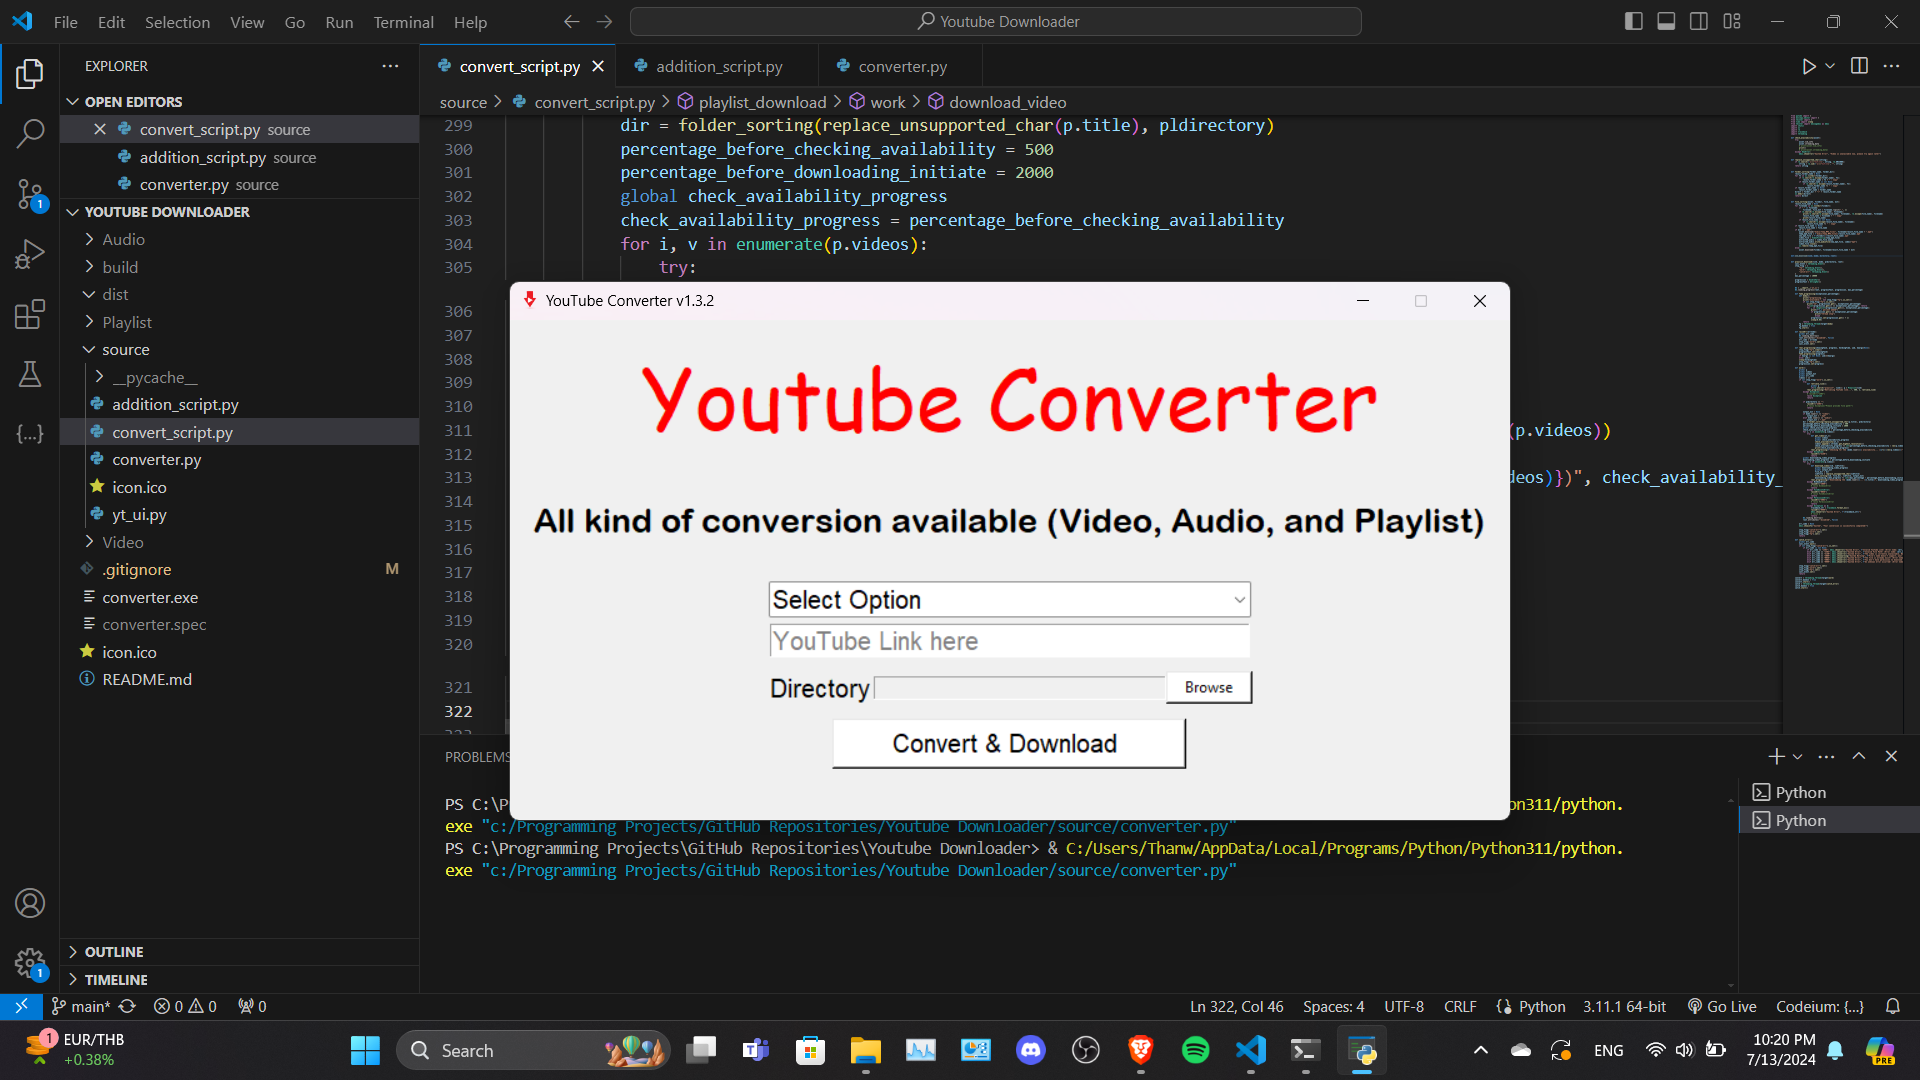 File Edit Selection View Go Run Terminal Help
Youtube Downloader
EXPLORER
OPEN EDITORS
convert_script.py source
addition_script.py source
converter.py source
YOUTUBE DOWNLOADER
Audio
build
dist
Playlist
source
__pycache__
addition_script.py
convert_script.py
converter.py
icon.ico
yt_ui.py
Video
.gitignore M
converter.exe
converter.spec
icon.ico
README.md
OUTLINE
TIMELINE
convert_script.py addition_script.py converter.py
source > convert_script.py > playlist_download > work > download_video
299 dir = folder_sorting(replace_unsupported_char(p.title), pldirectory)
300 percentage_before_checking_availability = 500
301 percentage_before_downloading_initiate = 2000
302 global check_availability_progress
303 check_availability_progress = percentage_before_checking_availability
304 for i, v in enumerate(p.videos):
305 try:
306
307
308
309
310
311 (p.videos))
312
313 deos)})", check_availability_
314
315
316
317
318
319
320
321
322
YouTube Converter v1.3.2
Youtube Converter
All kind of conversion available (Video, Audio, and Playlist)
Select Option
YouTube Link here
Directory Browse
Convert & Download
PROBLEMS
PS C:\P on311/python.
exe "c:/Programming Projects/GitHub Repositories/Youtube Downloader/source/converter.py"
PS C:\Programming Projects\GitHub Repositories\Youtube Downloader> & C:/Users/Thanw/AppData/Local/Programs/Python/Python311/python.
exe "c:/Programming Projects/GitHub Repositories/Youtube Downloader/source/converter.py"
Python
Python
main* 0 0 0
Ln 322, Col 46 Spaces: 4 UTF-8 CRLF Python 3.11.1 64-bit Go Live Codeium: {...}
1
1
1 EUR/THB
+0.38%
Search
ENG
10:20 PM
7/13/2024
PRE